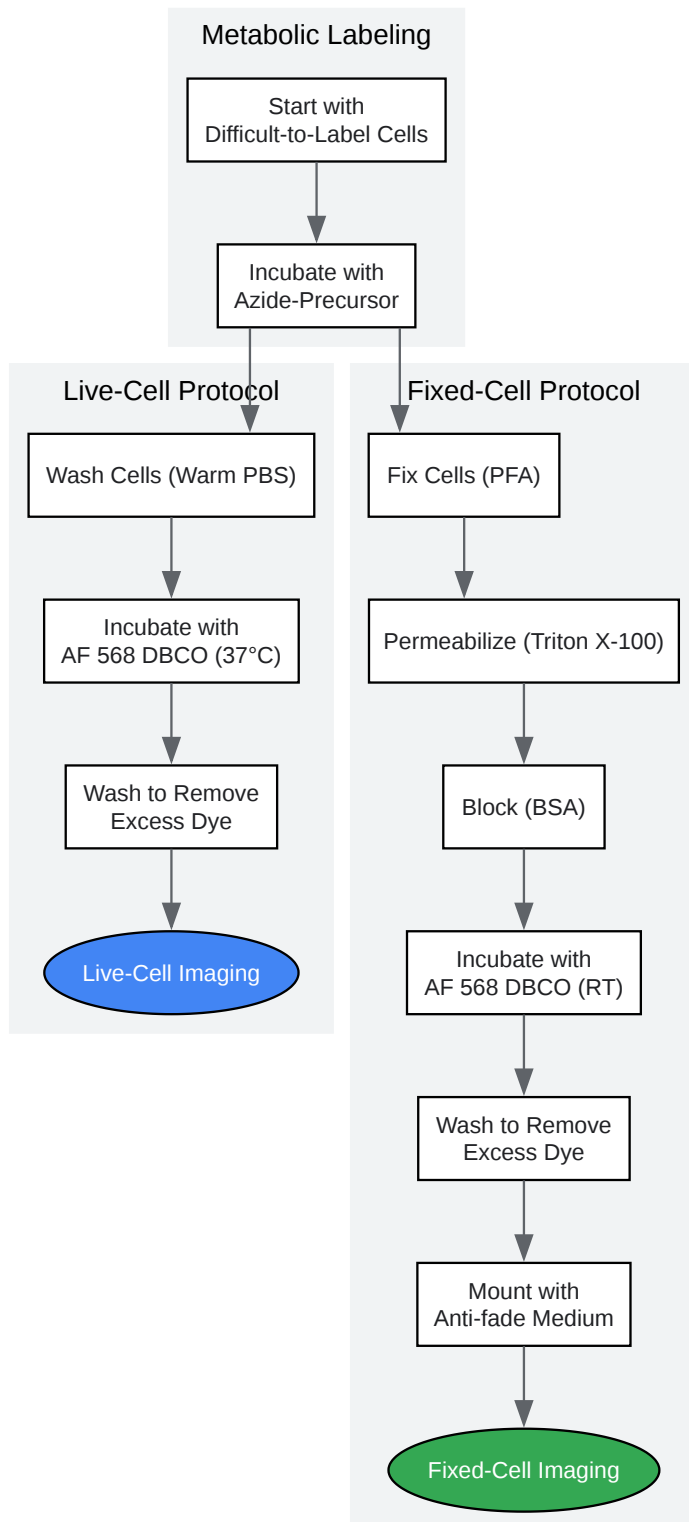 Metabolic Labeling
Start with
Difficult-to-Label Cells
Incubate with
Azide-Precursor
Live-Cell Protocol
Wash Cells (Warm PBS)
Incubate with
AF 568 DBCO (37°C)
Wash to Remove
Excess Dye
Live-Cell Imaging
Fixed-Cell Protocol
Fix Cells (PFA)
Permeabilize (Triton X-100)
Block (BSA)
Incubate with
AF 568 DBCO (RT)
Wash to Remove
Excess Dye
Mount with
Anti-fade Medium
Fixed-Cell Imaging